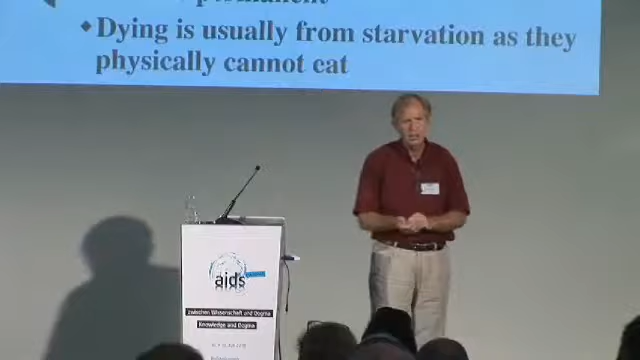 ◆Dying is usually from starvation as they
physically cannot eat
aids
zwischen Wissenschaft und Dogma
Knowledge and Dogma